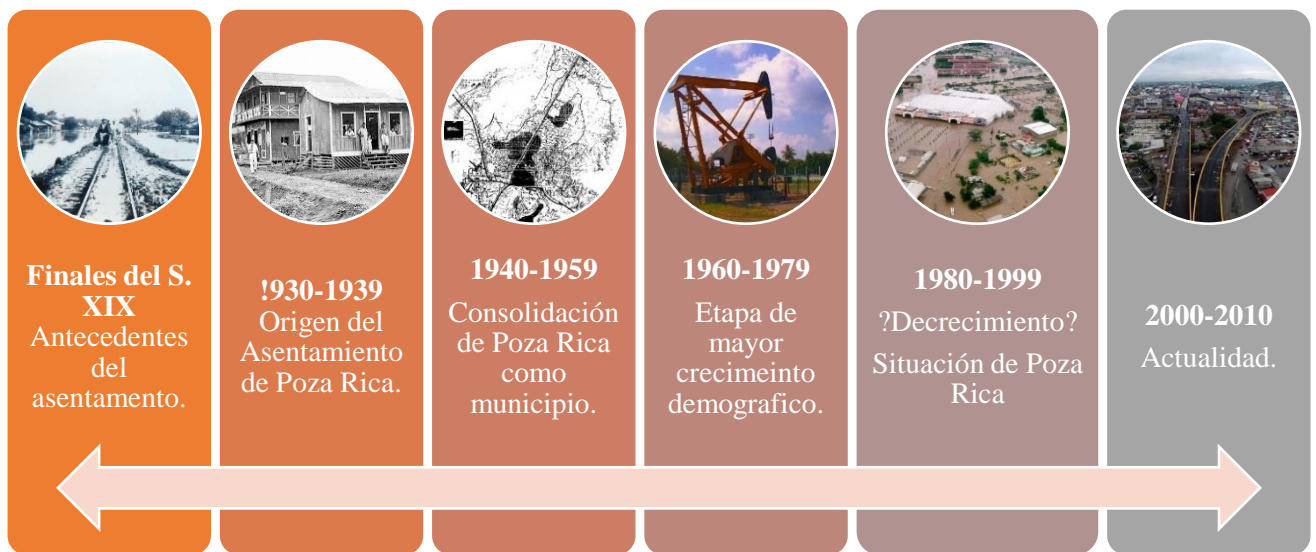 Finales del S.
XIX
Antecedentes
del
asentamento.
!930-1939
Origen del
Asentamiento
de Poza Rica.
1940-1959
Consolidación
de Poza Rica
como
municipio.
1960-1979
Etapa de
mayor
crecimeinto
demografico.
1980-1999
?Decrecimiento?
Situación de Poza
Rica
2000-2010
Actualidad.